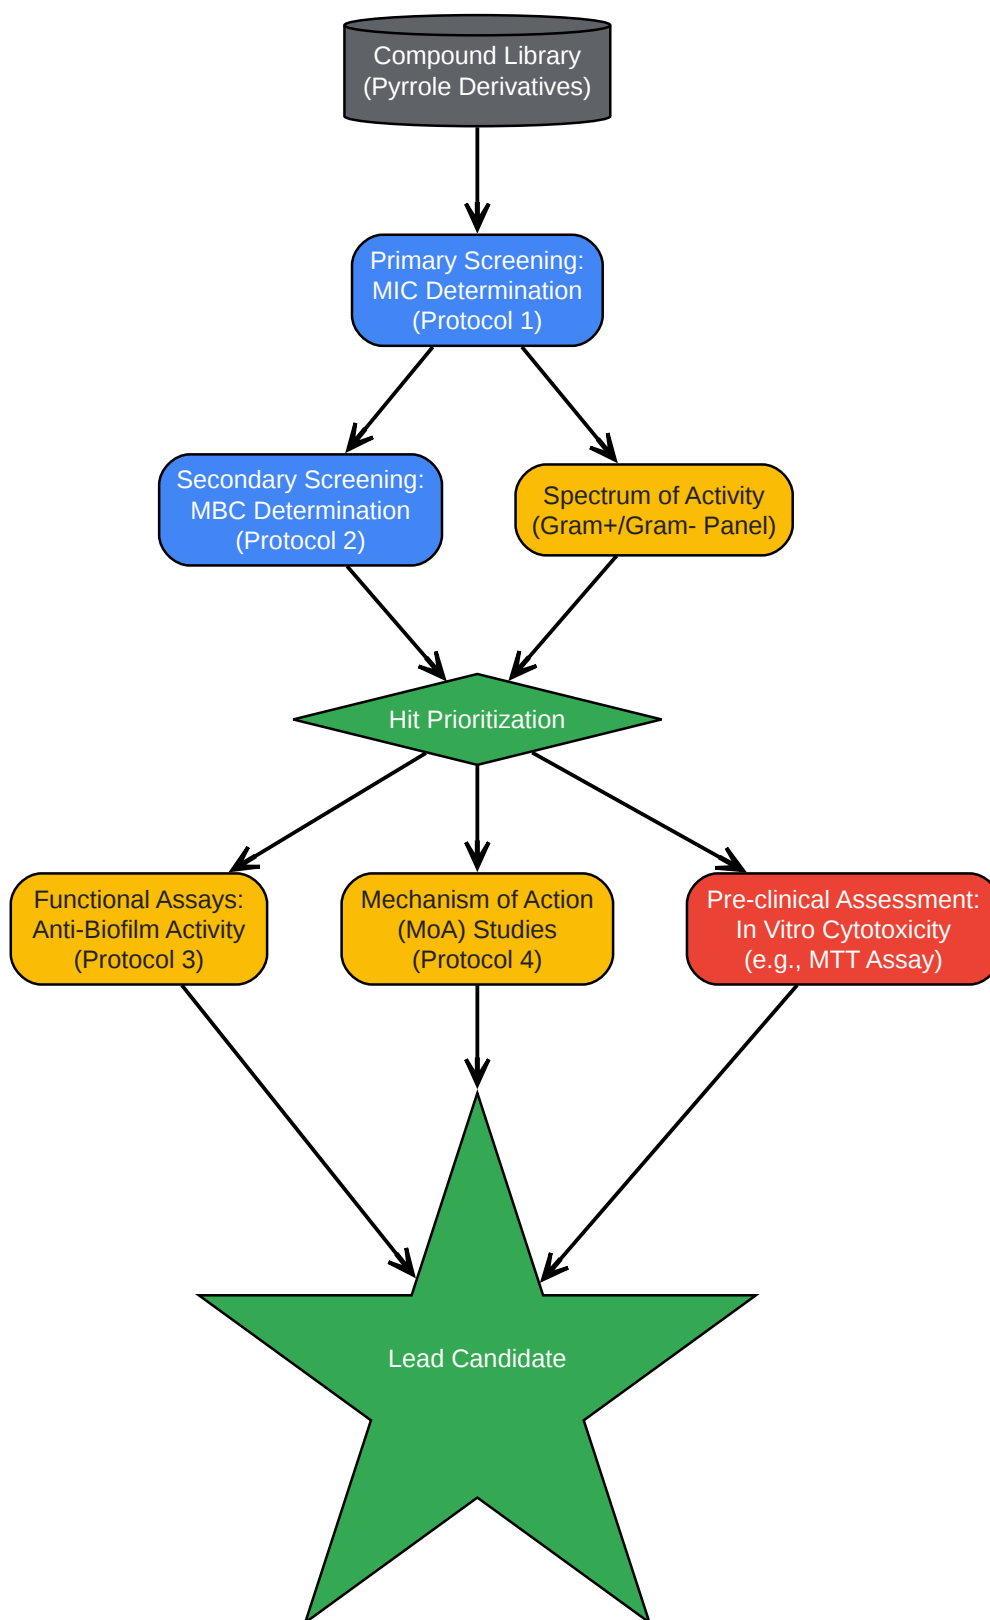 Compound Library
(Pyrrole Derivatives)
Primary Screening:
MIC Determination
(Protocol 1)
Secondary Screening:
MBC Determination
(Protocol 2)
Spectrum of Activity
(Gram+/Gram- Panel)
Hit Prioritization
Functional Assays:
Anti-Biofilm Activity
(Protocol 3)
Mechanism of Action
(MoA) Studies
(Protocol 4)
Pre-clinical Assessment:
In Vitro Cytotoxicity
(e.g., MTT Assay)
Lead Candidate